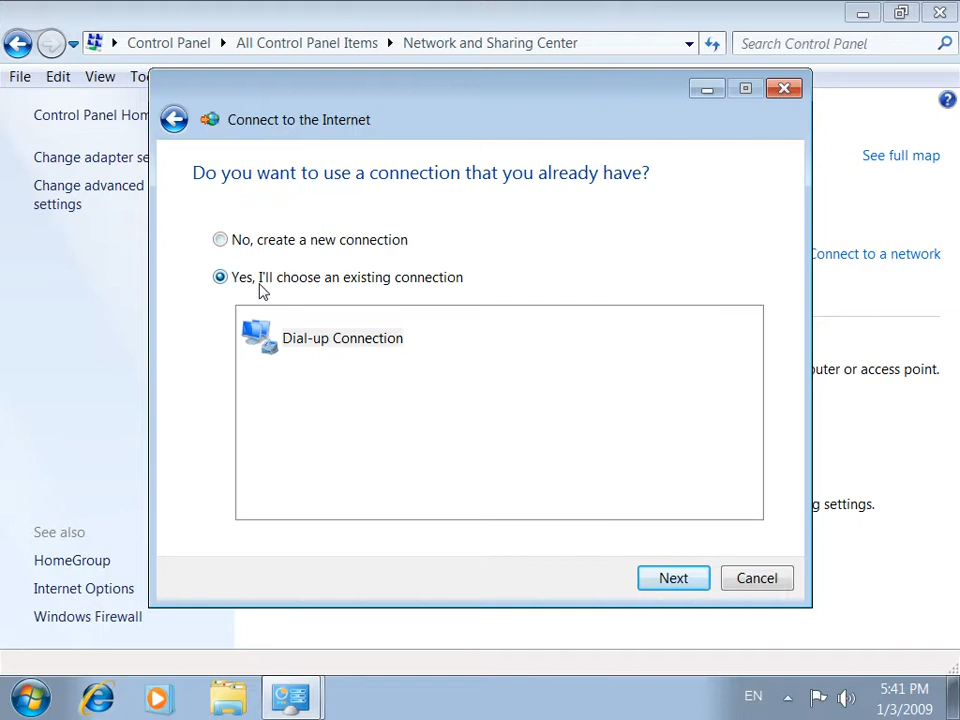 Control Panel
All Control Panel Items
Network and Sharing Center
Search Control Panel
File
Edit
View
Control Panel
Change adapter
Change advanced
settings
See also
HomeGroup
Internet Options
Windows Firewall
Connect to the Internet
Do you want to use a connection that you already have?
No, create a new connection
Yes, I'll choose an existing connection
Dial-up Connection
Next
Cancel
See full map
Connect to a network
or access point.
settings.
EN
5:41 PM
1/3/2009